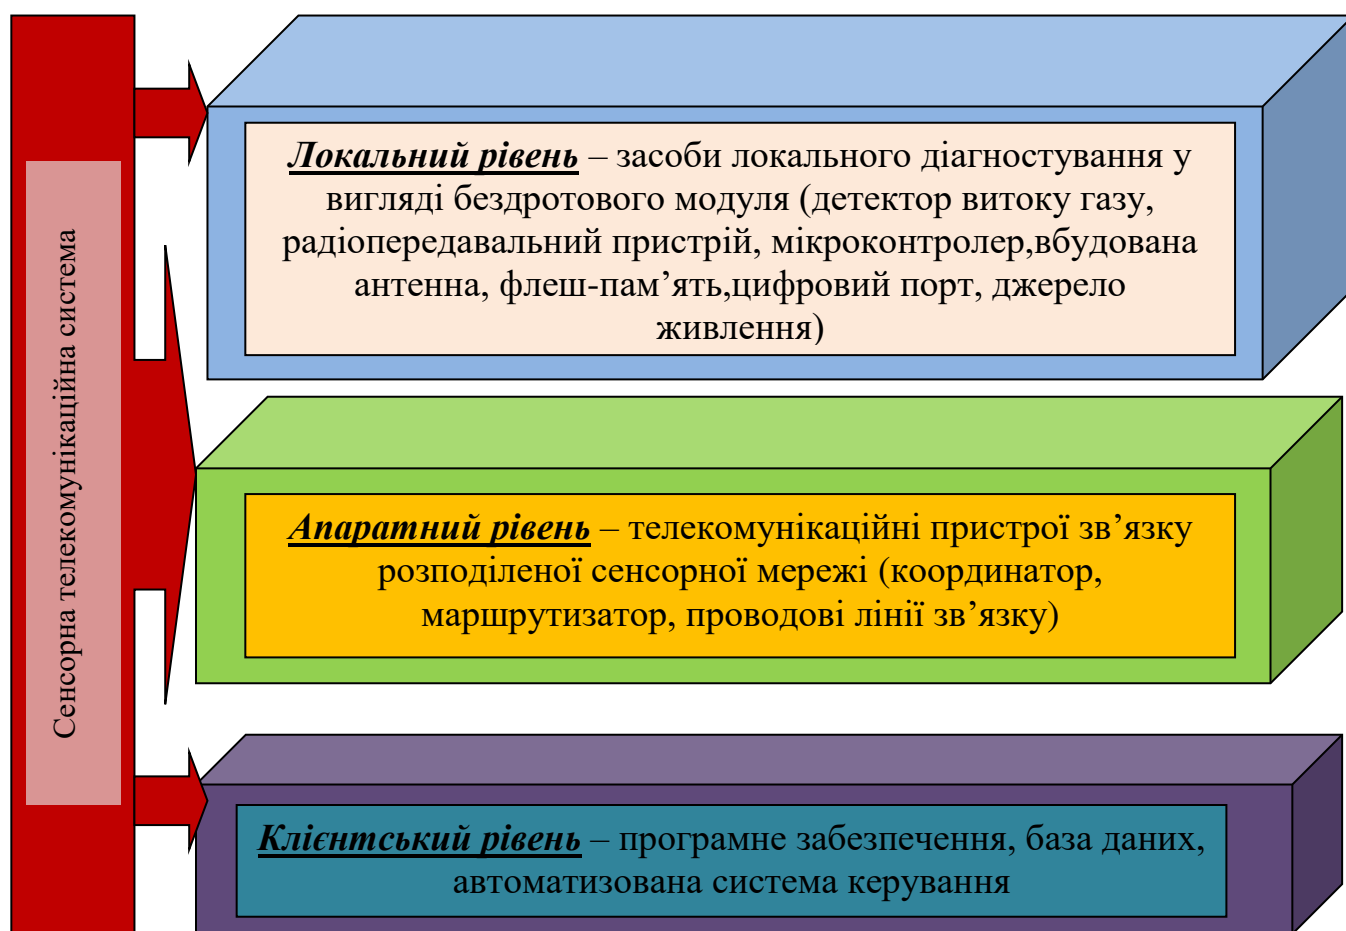 Сенсорна телекомунікаційна система
Локальний рівень – засоби локального діагностування у
вигляді бездротового модуля (детектор витоку газу,
радіопередавальний пристрій, мікроконтролер,вбудована
антенна, флеш-пам’ять,цифровий порт, джерело
живлення)
Апаратний рівень – телекомунікаційні пристрої зв’язку
розподіленої сенсорної мережі (координатор,
маршрутизатор, проводові лінії зв’язку)
Клієнтський рівень – програмне забезпечення, база даних,
автоматизована система керування